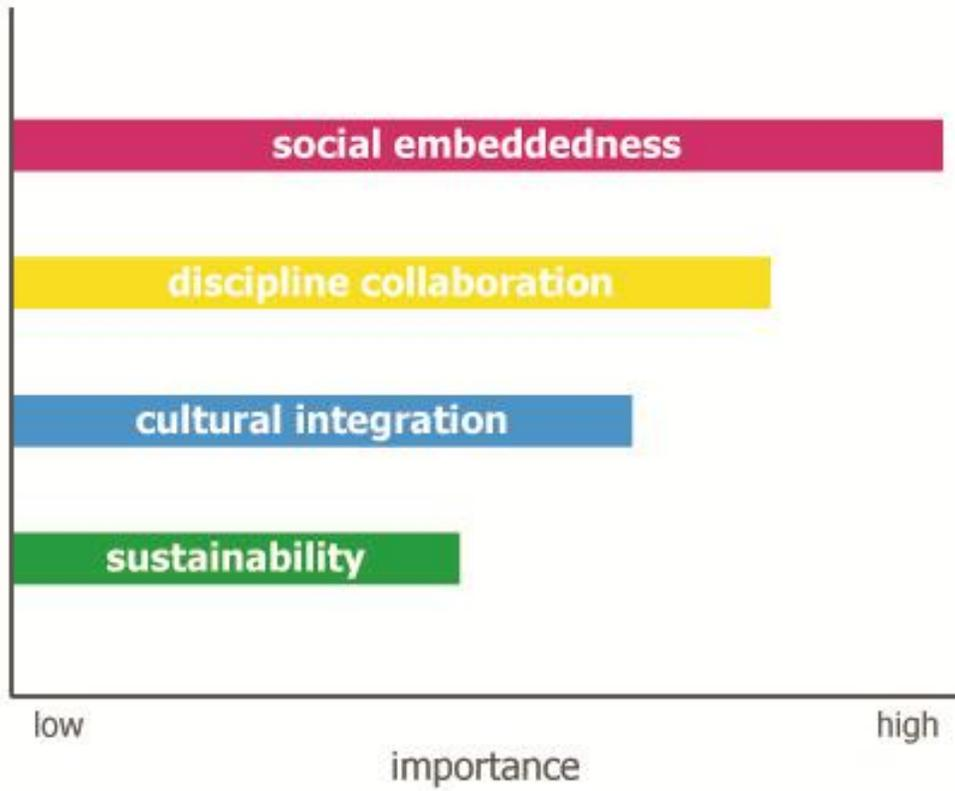 social embeddedness
discipline collaboration
cultural integration
sustainability
low high
importance